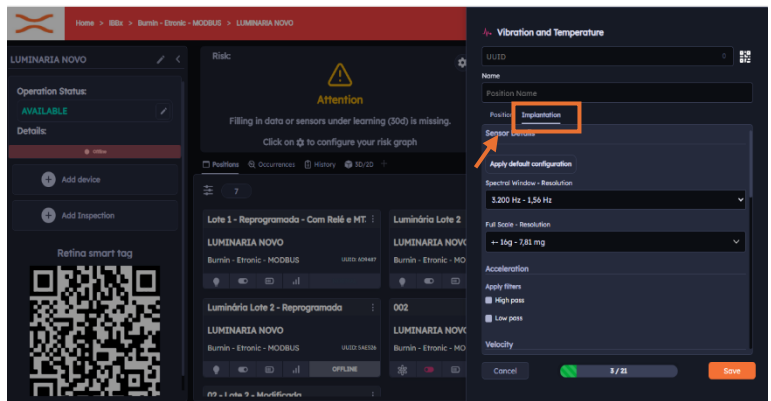 Home > IBBx > Burnin - Etronic - MODBUS > LUMINARIA NOVO
LUMINARIA NOVO
Operation Status:
AVAILABLE
Details:
Offline
Add device
Add Inspection
Retina smart tag
Risk:
Attention
Filling in data or sensors under learning (30d) is missing.
Click on to configure your risk graph
Positions Occurrences History 3D/2D +
7
Lote 1 - Reprogramada - Com Relé e MT.
LUMINARIA NOVO
Burnin - Etronic - MODBUS
Luminária Lote 2
LUMINARIA NOVO
Burnin - Etronic - MO
Luminária Lote 2 - Reprogramada
LUMINARIA NOVO
Burnin - Etronic - MODBUS UUID: 5AE526
OFFLINE
002
LUMINARIA NOVO
Burnin - Etronic - MO
02 - Lote 2 - Modificada
Vibration and Temperature
UUID
Name
Position Name
Position Implantation
Sensor Details
Apply default configuration
Spectral Window - Resolution
3.200 Hz - 1,56 Hz
Full Scale - Resolution
+- 16g - 7,81 mg
Acceleration
Apply filters
High pass
Low pass
Velocity
Cancel
3 / 21
Save